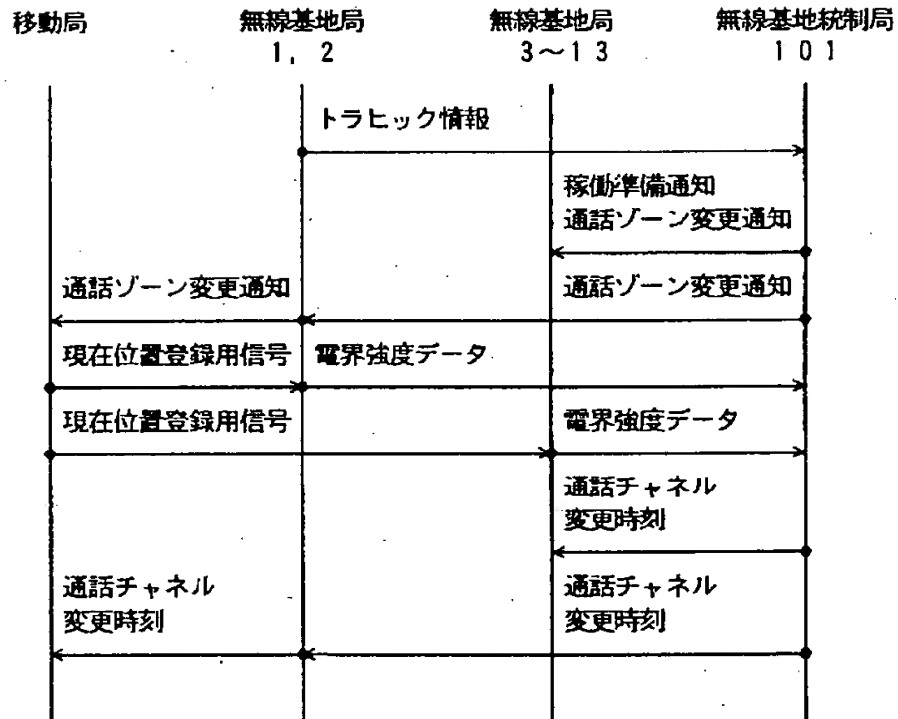 移動局
無線基地局
1, 2
無線基地局
3～13
無線基地統制局
101
トラヒック情報
稼働準備通知
通話ゾーン変更通知
通話ゾーン変更通知
通話ゾーン変更通知
現在位置登録用信号
電界強度データ
現在位置登録用信号
電界強度データ
通話チャネル
変更時刻
通話チャネル
変更時刻
通話チャネル
変更時刻